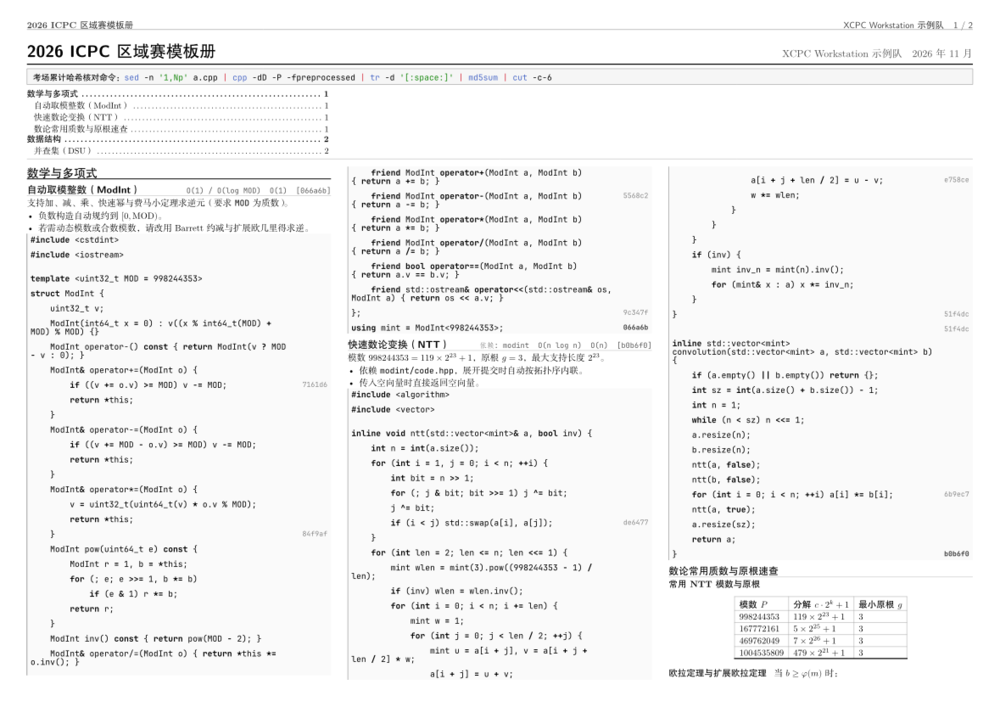 2026 ICPC 区域赛模板册
XCPC Workstation 示例队 1 / 2
2026 ICPC 区域赛模板册
XCPC Workstation 示例队 2026 年 11 月
考场累计哈希核对命令: sed -n '1,Np' a.cpp | cpp -dD -P -fpreprocessed | tr -d '[:space:]' | md5sum | cut -c-6
数学与多项式 1
自动取模整数（ModInt） 1
快速数论变换（NTT） 1
数论常用质数与原根速查 1
数据结构 2
并查集（DSU） 2
数学与多项式
自动取模整数（ModInt） O(1) / O(log MOD) O(1) [066a6b]
支持加、减、乘、快速幂与费马小定理求逆元（要求 MOD 为质数）。
• 负数构造自动规约到 [0, MOD)。
• 若需动态模数或合数模数，请改用 Barrett 约减与扩展欧几里得求逆。
#include <cstdint>
#include <iostream>
template <uint32_t MOD = 998244353>
struct ModInt {
uint32_t v;
ModInt(int64_t x = 0) : v((x % int64_t(MOD) +
MOD) % MOD) {}
ModInt operator-() const { return ModInt(v ? MOD
- v : 0); }
ModInt& operator+=(ModInt o) {
if ((v += o.v) >= MOD) v -= MOD; 7161d6
return *this;
}
ModInt& operator-=(ModInt o) {
if ((v += MOD - o.v) >= MOD) v -= MOD;
return *this;
}
ModInt& operator*=(ModInt o) {
v = uint32_t(uint64_t(v) * o.v % MOD);
return *this;
} 84f9af
ModInt pow(uint64_t e) const {
ModInt r = 1, b = *this;
for (; e; e >>= 1, b *= b)
if (e & 1) r *= b;
return r;
}
ModInt inv() const { return pow(MOD - 2); }
ModInt& operator/=(ModInt o) { return *this *=
o.inv(); }
friend ModInt operator+(ModInt a, ModInt b)
{ return a += b; }
friend ModInt operator-(ModInt a, ModInt b) 5568c2
{ return a -= b; }
friend ModInt operator*(ModInt a, ModInt b)
{ return a *= b; }
friend ModInt operator/(ModInt a, ModInt b)
{ return a /= b; }
friend bool operator==(ModInt a, ModInt b)
{ return a.v == b.v; }
friend std::ostream& operator<<(std::ostream& os,
ModInt a) { return os << a.v; }
}; 9c347f
using mint = ModInt<998244353>; 066a6b
快速数论变换（NTT） 依赖: modint O(n log n) O(n) [b0b6f0]
模数 998244353 = 119 × 2^23 + 1，原根 g = 3，最大支持长度 2^23。
• 依赖 modint/code.hpp，展开提交时自动按拓扑序内联。
• 传入空向量时直接返回空向量。
#include <algorithm>
#include <vector>
inline void ntt(std::vector<mint>& a, bool inv) {
int n = int(a.size());
for (int i = 1, j = 0; i < n; ++i) {
int bit = n >> 1;
for (; j & bit; bit >>= 1) j ^= bit;
j ^= bit;
if (i < j) std::swap(a[i], a[j]); de6477
}
for (int len = 2; len <= n; len <<= 1) {
mint wlen = mint(3).pow((998244353 - 1) /
len);
if (inv) wlen = wlen.inv();
for (int i = 0; i < n; i += len) {
mint w = 1;
for (int j = 0; j < len / 2; ++j) {
mint u = a[i + j], v = a[i + j +
len / 2] * w;
a[i + j] = u + v;
a[i + j + len / 2] = u - v; e758ce
w *= wlen;
}
}
}
if (inv) {
mint inv_n = mint(n).inv();
for (mint& x : a) x *= inv_n;
}
} 51f4dc
51f4dc
inline std::vector<mint>
convolution(std::vector<mint> a, std::vector<mint> b)
{
if (a.empty() || b.empty()) return {};
int sz = int(a.size() + b.size()) - 1;
int n = 1;
while (n < sz) n <<= 1;
a.resize(n);
b.resize(n);
ntt(a, false);
ntt(b, false);
for (int i = 0; i < n; ++i) a[i] *= b[i]; 6b9ec7
ntt(a, true);
a.resize(sz);
return a;
} b0b6f0
数论常用质数与原根速查
常用 NTT 模数与原根
模数 P 分解 c · 2^k + 1 最小原根 g
998244353 119 × 2^23 + 1 3
167772161 5 × 2^25 + 1 3
469762049 7 × 2^26 + 1 3
1004535809 479 × 2^21 + 1 3
欧拉定理与扩展欧拉定理 当 b ≥ φ(m) 时：